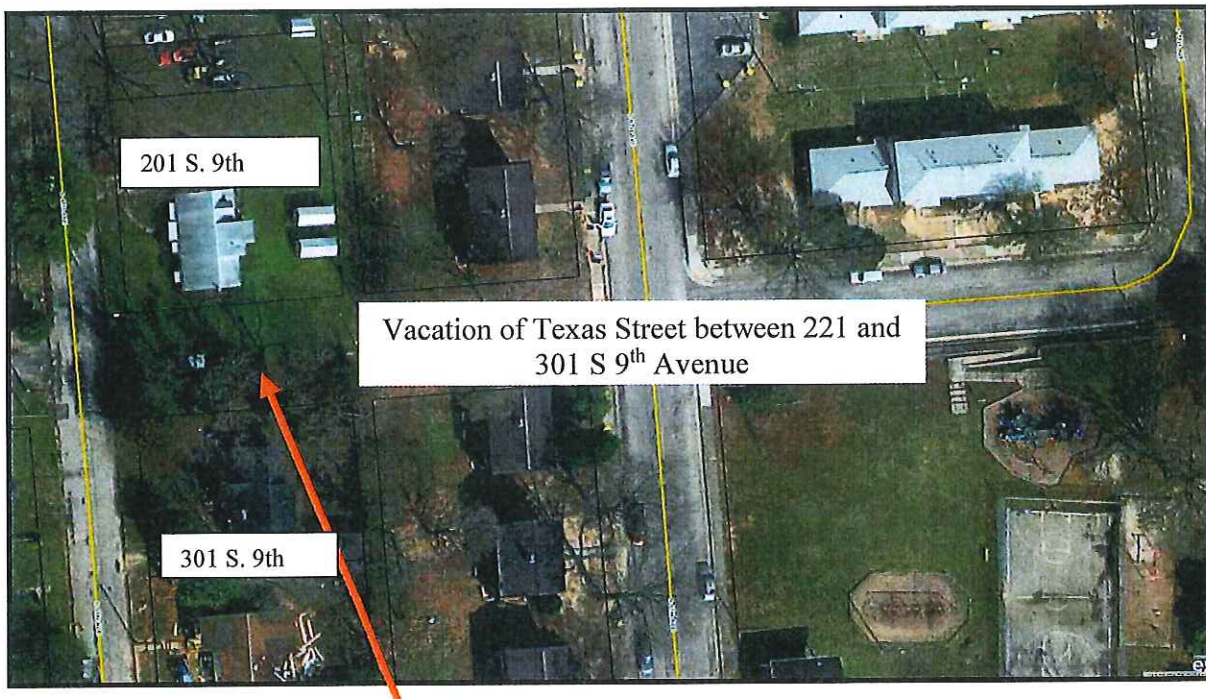 201 S. 9th
Vacation of Texas Street between 221 and
301 S 9th Avenue
301 S. 9th